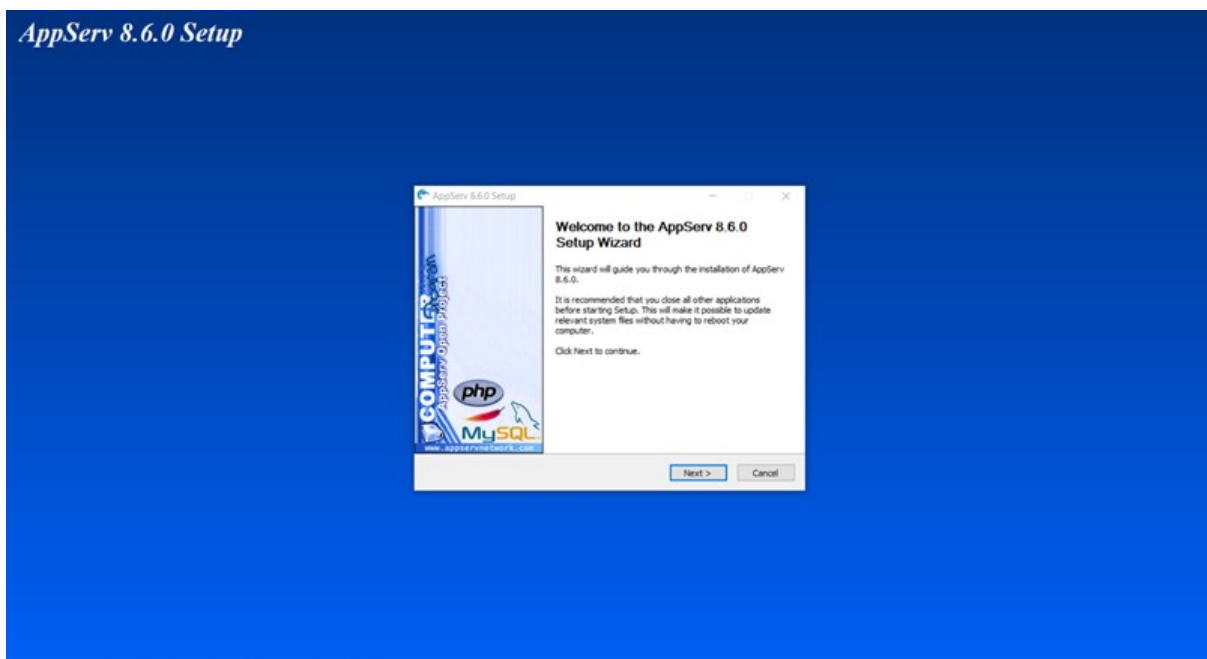 AppServ 8.6.0 Setup
AppServ 8.6.0 Setup
Welcome to the AppServ 8.6.0
Setup Wizard
This wizard will guide you through the installation of AppServ
8.6.0.
It is recommended that you close all other applications
before starting Setup. This will make it possible to update
relevant system files without having to reboot your
computer.
Click Next to continue.
COMPUTER
Program
AppServ Open Project
php
MySQL
www.appservnetwork.com
Next >
Cancel